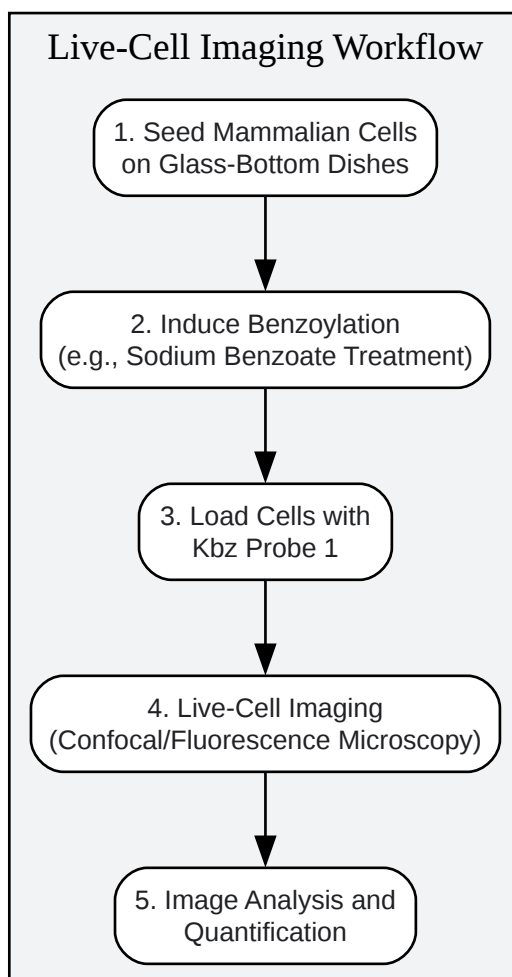 Live-Cell Imaging Workflow
1. Seed Mammalian Cells
on Glass-Bottom Dishes
2. Induce Benzoylation
(e.g., Sodium Benzoate Treatment)
3. Load Cells with
Kbz Probe 1
4. Live-Cell Imaging
(Confocal/Fluorescence Microscopy)
5. Image Analysis and
Quantification